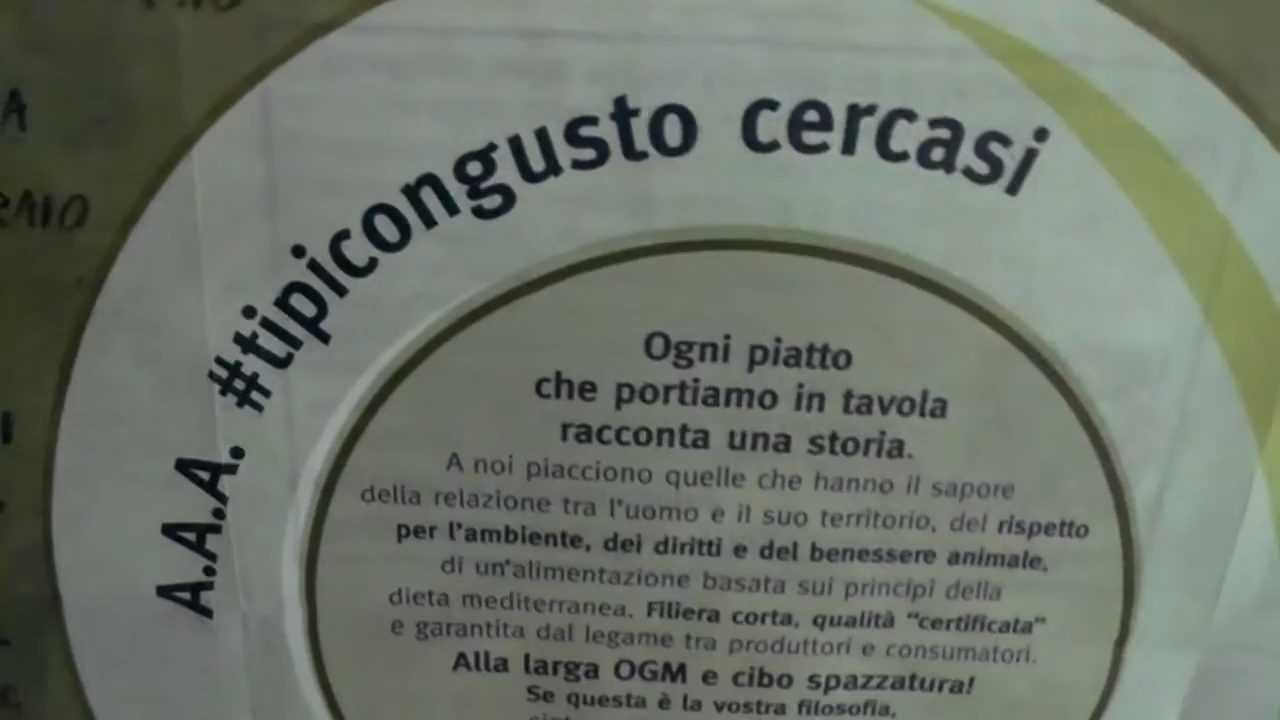 A.A.A. #tipicongusto cercasi
Ogni piatto
che portiamo in tavola
racconta una storia.
A noi piacciono quelle che hanno il sapore
della relazione tra l'uomo e il suo territorio, del rispetto
per l'ambiente, dei diritti e del benessere animale,
di un'alimentazione basata sui principi della
dieta mediterranea. Filiera corta, qualità "certificata"
e garantita dal legame tra produttori e consumatori.
Alla larga OGM e cibo spazzatura!
Se questa è la vostra filosofia,